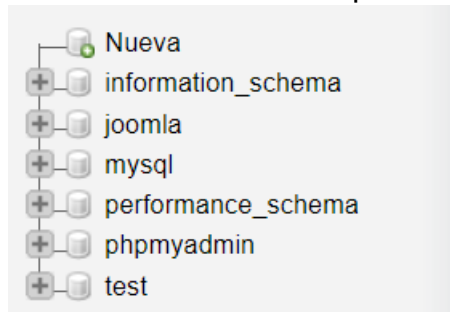 Nueva
information_schema
joomla
mysql
performance_schema
phpmyadmin
test